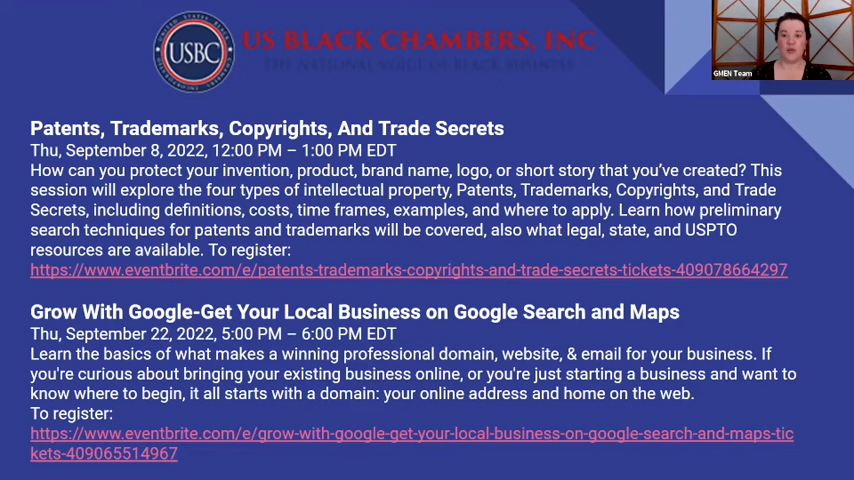 USBC
US BLACK CHAMBERS, INC
THE NATIONAL VOICE OF BLACK BUSINESS
GMEN Team
Patents, Trademarks, Copyrights, And Trade Secrets
Thu, September 8, 2022, 12:00 PM – 1:00 PM EDT
How can you protect your invention, product, brand name, logo, or short story that you’ve created? This
session will explore the four types of intellectual property, Patents, Trademarks, Copyrights, and Trade
Secrets, including definitions, costs, time frames, examples, and where to apply. Learn how preliminary
search techniques for patents and trademarks will be covered, also what legal, state, and USPTO
resources are available. To register:
https://www.eventbrite.com/e/patents-trademarks-copyrights-and-trade-secrets-tickets-409078664297
Grow With Google-Get Your Local Business on Google Search and Maps
Thu, September 22, 2022, 5:00 PM – 6:00 PM EDT
Learn the basics of what makes a winning professional domain, website, & email for your business. If
you're curious about bringing your existing business online, or you're just starting a business and want to
know where to begin, it all starts with a domain: your online address and home on the web.
To register:
https://www.eventbrite.com/e/grow-with-google-get-your-local-business-on-google-search-and-maps-tic
kets-409065514967